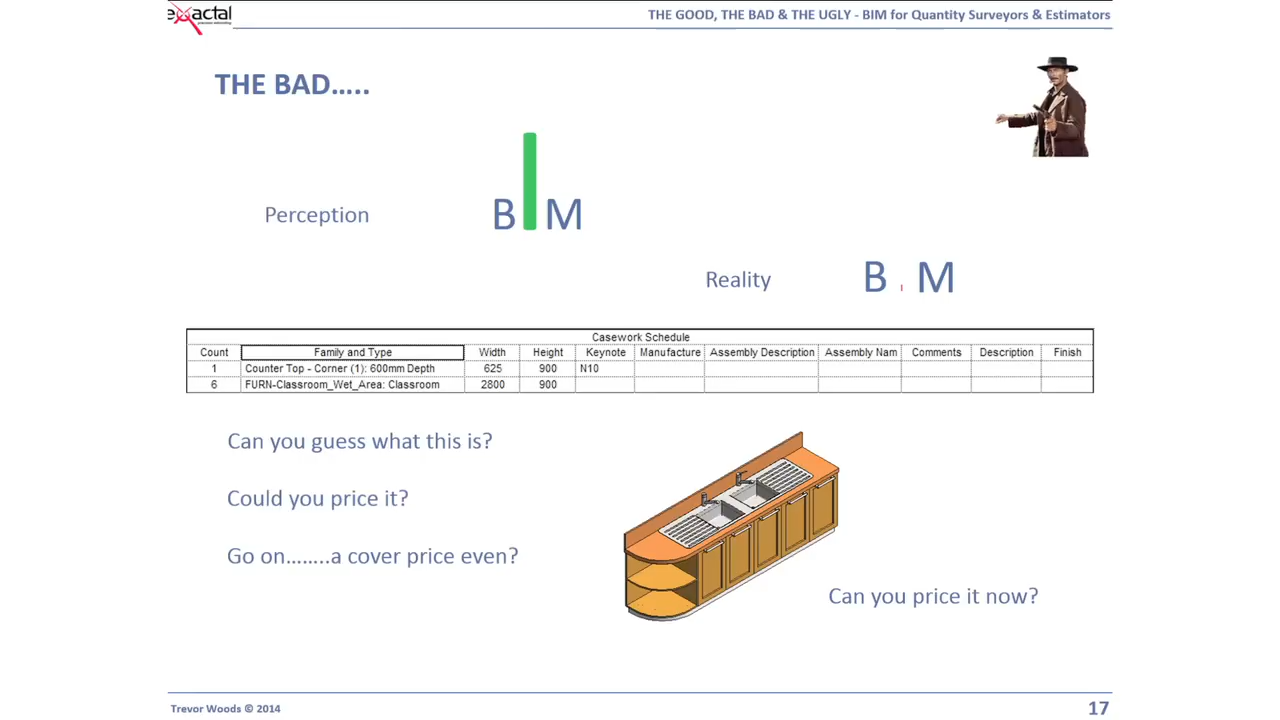 exactal
THE GOOD, THE BAD & THE UGLY - BIM for Quantity Surveyors & Estimators
THE BAD…..
Perception
B I M
Reality
B I M
Casework Schedule
Count Family and Type Width Height Keynote Manufacture Assembly Description Assembly Nam Comments Description Finish
1 Counter Top - Corner (1): 600mm Depth 625 900 N10
6 FURN-Classroom_Wet_Area: Classroom 2800 900
Can you guess what this is?
Could you price it?
Go on……..a cover price even?
Can you price it now?
Trevor Woods © 2014
17